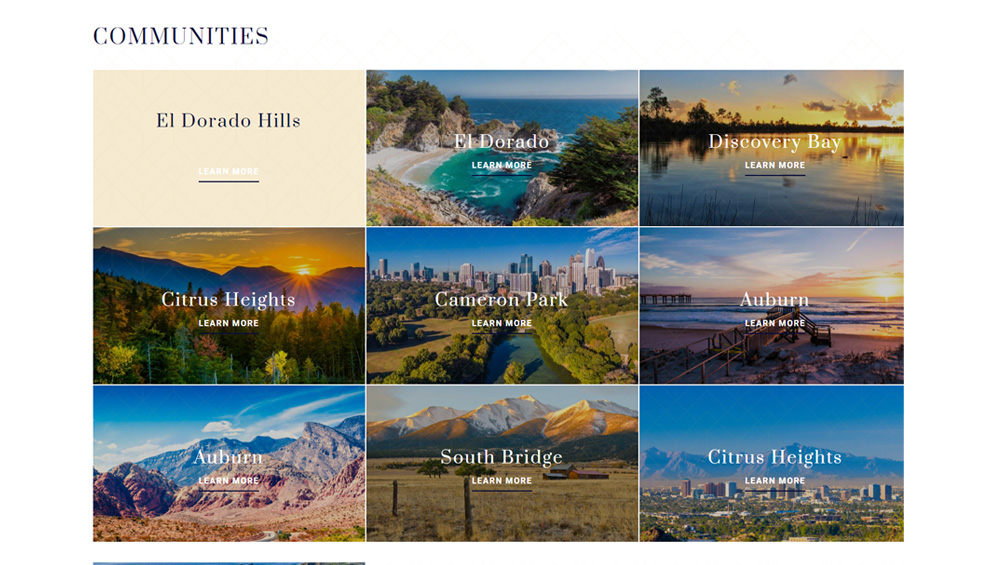 COMMUNITIES
El Dorado Hills
LEARN MORE
El Dorado
LEARN MORE
Discovery Bay
LEARN MORE
Citrus Heights
LEARN MORE
Cameron Park
LEARN MORE
Auburn
LEARN MORE
Auburn
LEARN MORE
South Bridge
LEARN MORE
Citrus Heights
LEARN MORE